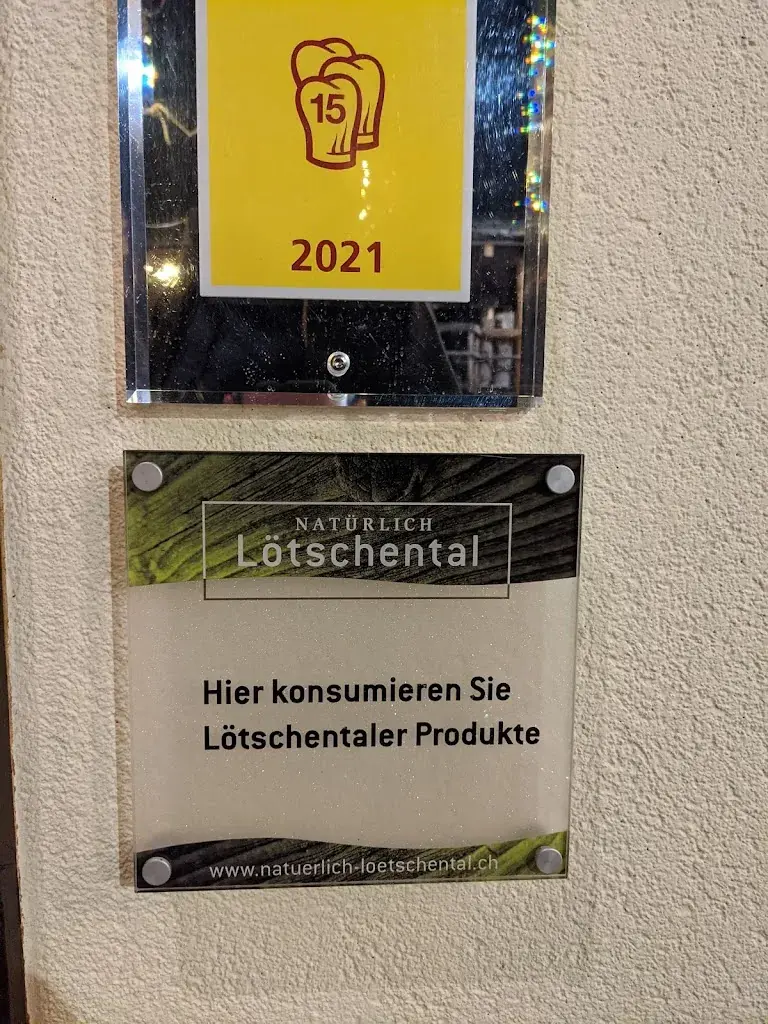 15
2021
NATÜRLICH
Lötschental
Hier konsumieren Sie
Lötschentaler Produkte
www.natuerlich-loetschental.ch